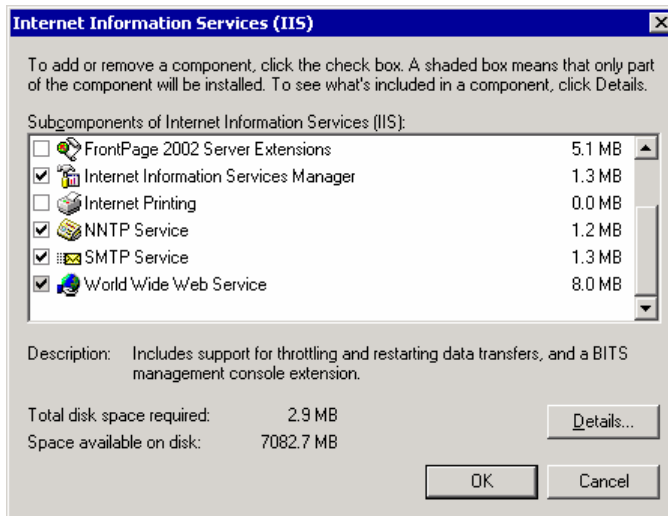 Internet Information Services (IIS)
To add or remove a component, click the check box. A shaded box means that only part
of the component will be installed. To see what's included in a component, click Details.
Subcomponents of Internet Information Services (IIS):
FrontPage 2002 Server Extensions 5.1 MB
Internet Information Services Manager 1.3 MB
Internet Printing 0.0 MB
NNTP Service 1.2 MB
SMTP Service 1.3 MB
World Wide Web Service 8.0 MB
Description: Includes support for throttling and restarting data transfers, and a BITS
management console extension.
Total disk space required: 2.9 MB
Space available on disk: 7082.7 MB
Details...
OK Cancel